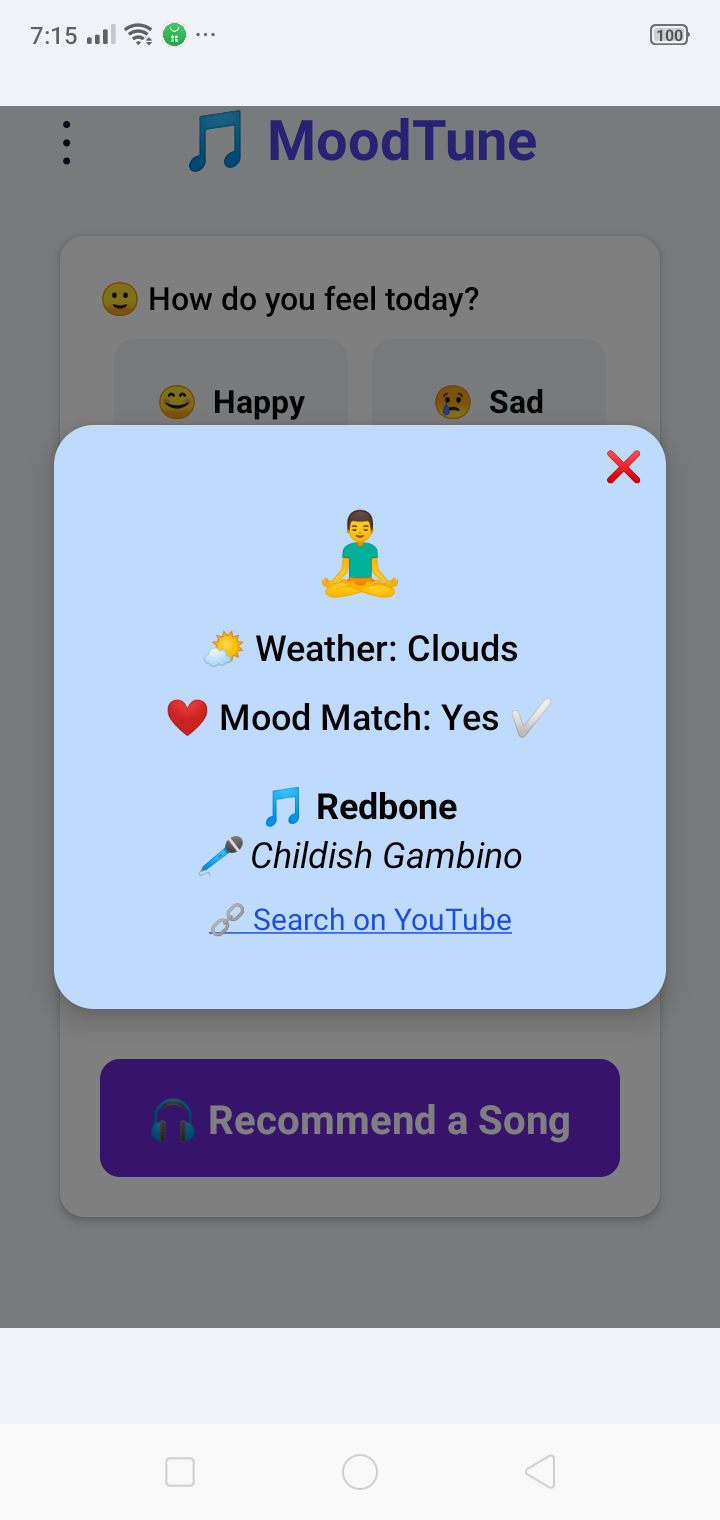 7:15
100
MoodTune
How do you feel today?
Happy
Sad
Weather: Clouds
Mood Match: Yes
Redbone
Childish Gambino
Search on YouTube
Recommend a Song